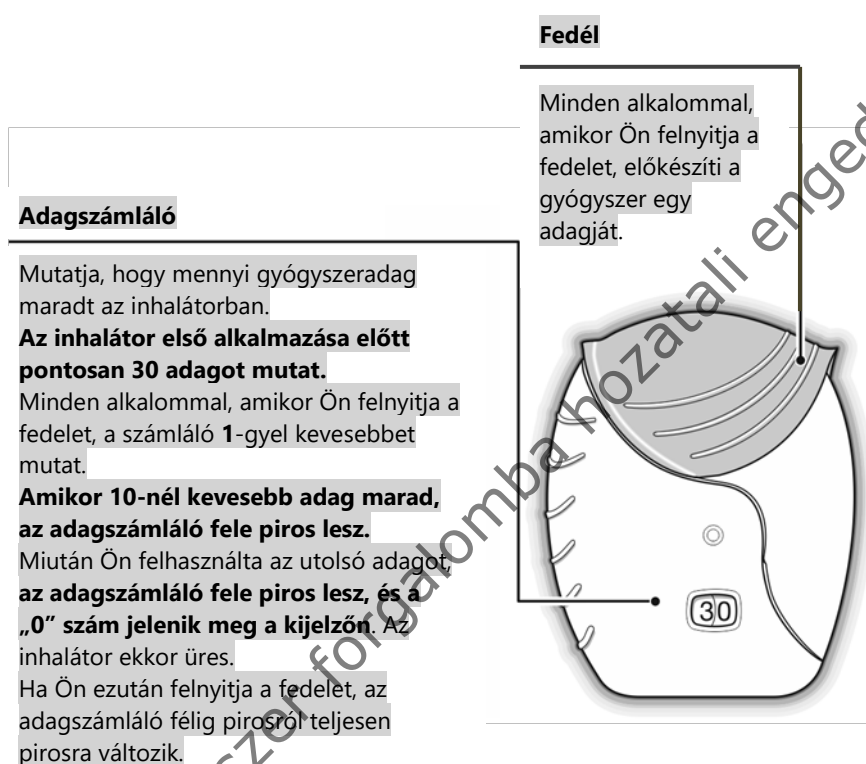 Fedél
Minden alkalommal,
amikor Ön felnyitja a
fedelet, előkészíti a
gyógyszer egy
adagját.
Adagszámláló
Mutatja, hogy mennyi gyógyszeradag
maradt az inhalátorban.
Az inhalátor első alkalmazása előtt
pontosan 30 adagot mutat.
Minden alkalommal, amikor Ön felnyitja a
fedelet, a számláló 1-gyel kevesebbet
mutat.
Amikor 10-nél kevesebb adag marad,
az adagszámláló fele piros lesz.
Miután Ön felhasználta az utolsó adagot,
az adagszámláló fele piros lesz, és a
„0” szám jelenik meg a kijelzőn. Az
inhalátor ekkor üres.
Ha Ön ezután felnyitja a fedelet, az
adagszámláló félig pirosról teljesen
pirosra változik.
30
szer forgalomba hozatali enged